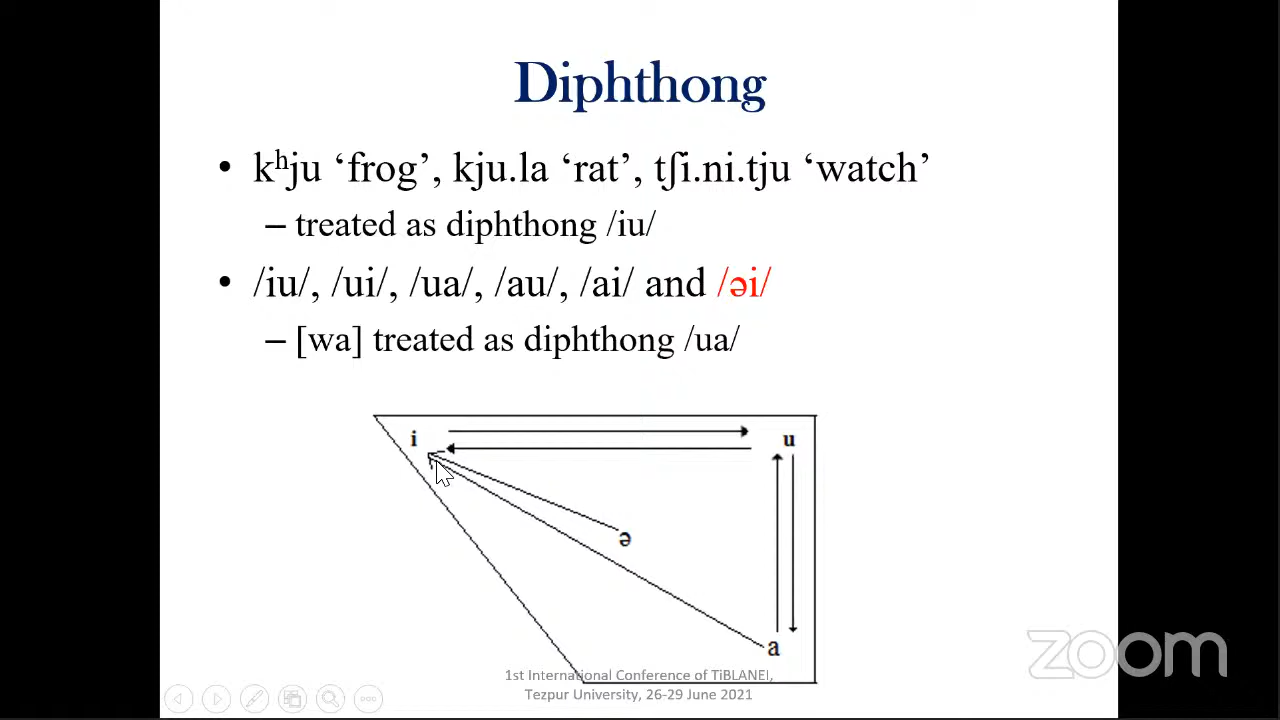 Diphthong
• kʰju ‘frog’, kju.la ‘rat’, tʃi.ni.tju ‘watch’
– treated as diphthong /iu/
• /iu/, /ui/, /ua/, /au/, /ai/ and /əi/
– [wa] treated as diphthong /ua/
i
u
ə
a
1st International Conference of TiBLANEI,
Tezpur University, 26-29 June 2021
zoom